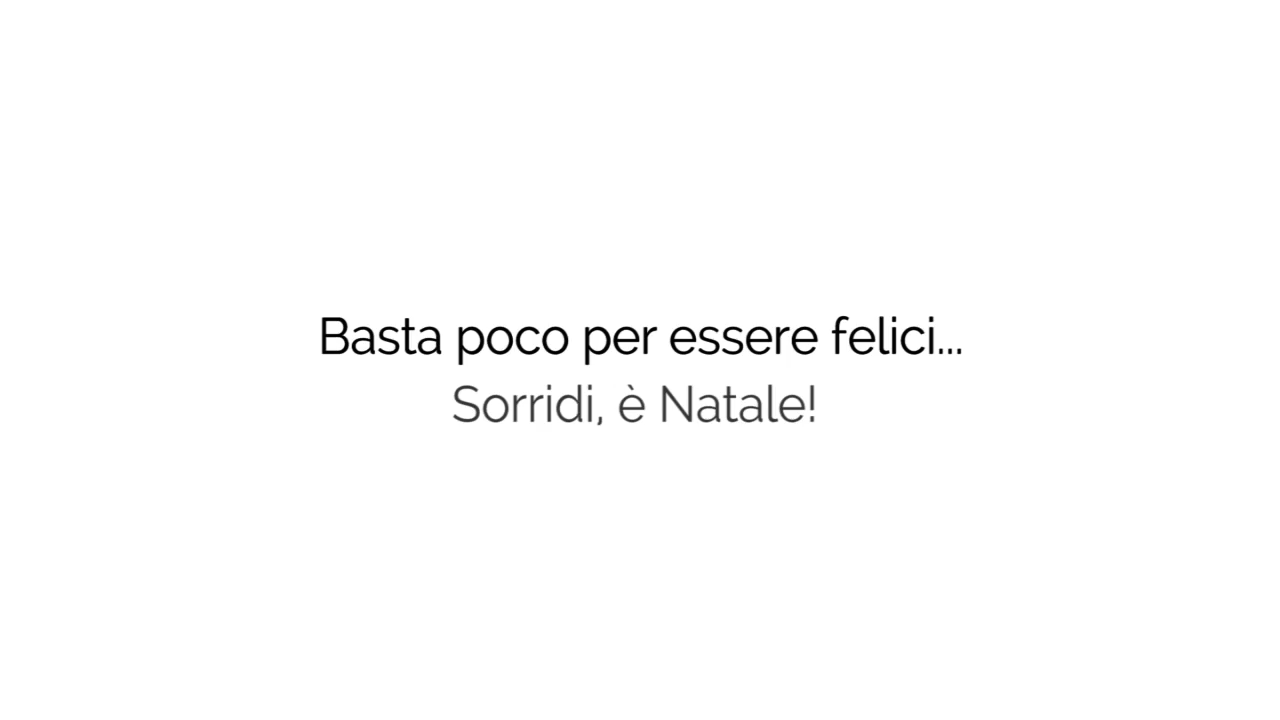 Basta poco per essere felici...
Sorridi, è Natale!